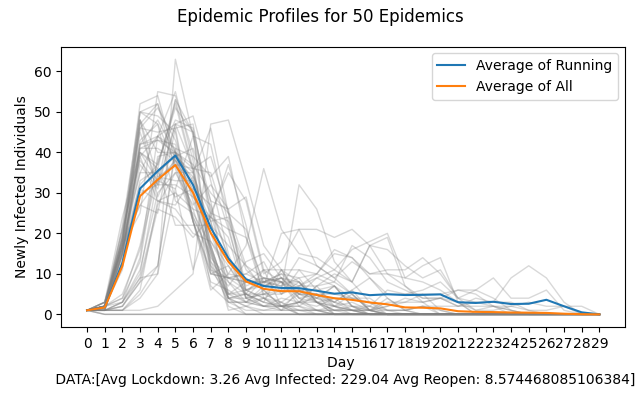 Epidemic Profiles for 50 Epidemics
Average of Running
Average of All
Newly Infected Individuals
60
50
40
30
20
10
0
0 1 2 3 4 5 6 7 8 9 10 11 12 13 14 15 16 17 18 19 20 21 22 23 24 25 26 27 28 29
Day
DATA:[Avg Lockdown: 3.26 Avg Infected: 229.04 Avg Reopen: 8.574468085106384]